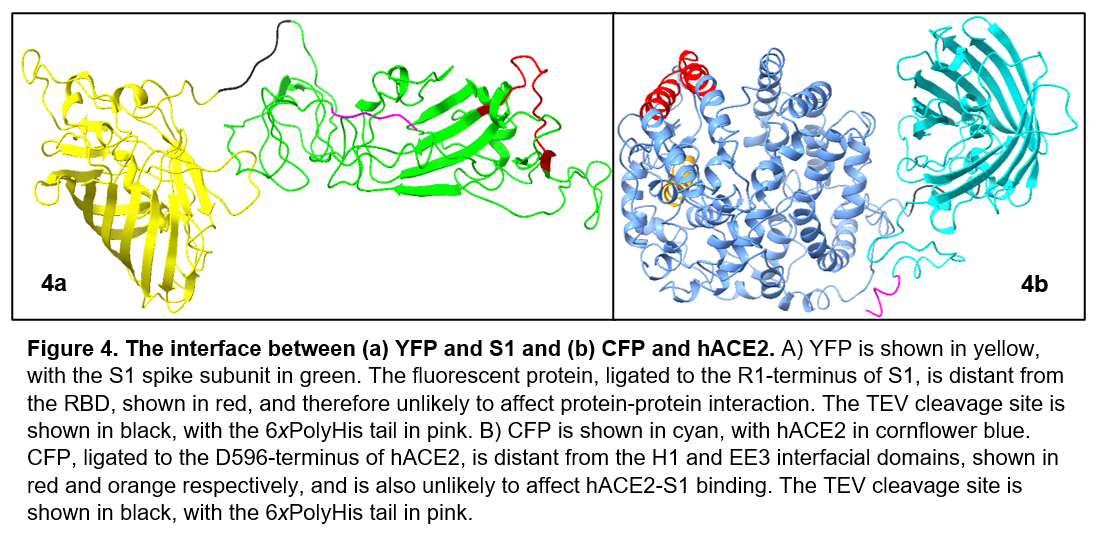 4a
4b
Figure 4. The interface between (a) YFP and S1 and (b) CFP and hACE2. A) YFP is shown in yellow,
with the S1 spike subunit in green. The fluorescent protein, ligated to the R1-terminus of S1, is distant from
the RBD, shown in red, and therefore unlikely to affect protein-protein interaction. The TEV cleavage site is
shown in black, with the 6xPolyHis tail in pink. B) CFP is shown in cyan, with hACE2 in cornflower blue.
CFP, ligated to the D596-terminus of hACE2, is distant from the H1 and EE3 interfacial domains, shown in
red and orange respectively, and is also unlikely to affect hACE2-S1 binding. The TEV cleavage site is
shown in black, with the 6xPolyHis tail in pink.